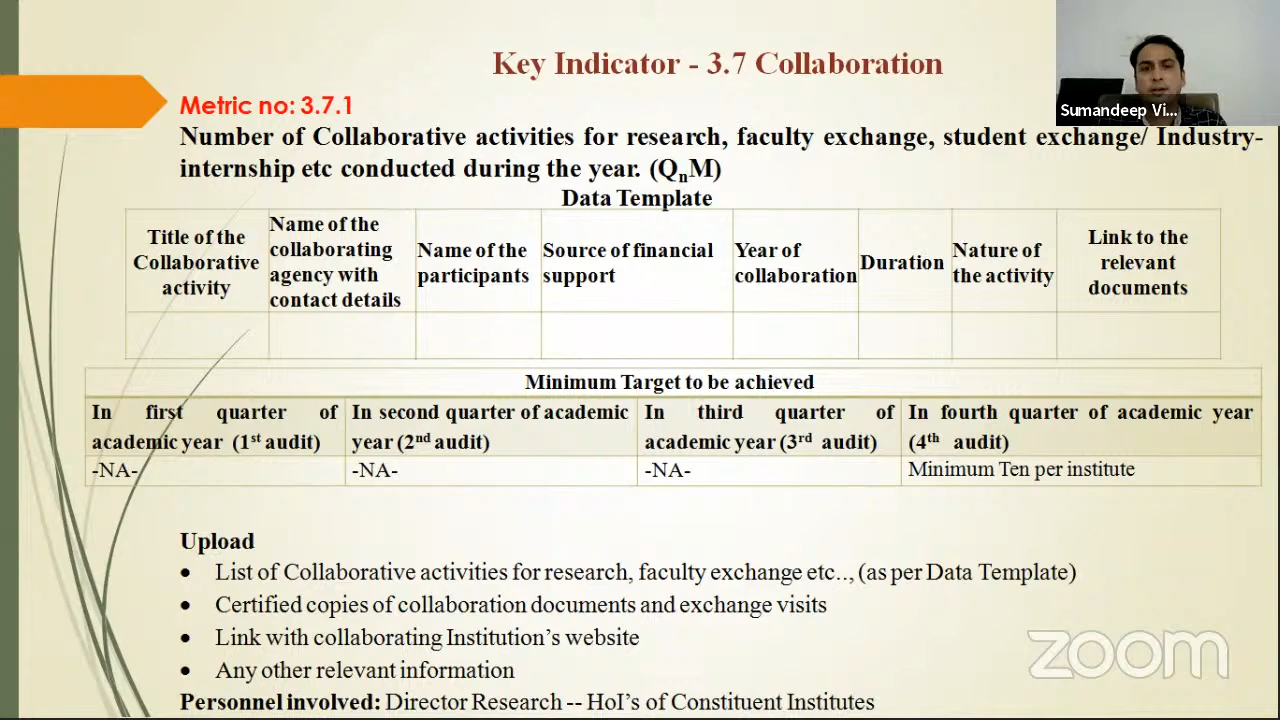 Key Indicator - 3.7 Collaboration
Sumandeep Vi...
Metric no: 3.7.1
Number of Collaborative activities for research, faculty exchange, student exchange/ Industry-
internship etc conducted during the year. (QnM)
Data Template
Title of the
Collaborative
activity
Name of the
collaborating
agency with
contact details
Name of the
participants
Source of financial
support
Year of
collaboration
Duration
Nature of
the activity
Link to the
relevant
documents
Minimum Target to be achieved
In first quarter of
academic year (1st audit)
In second quarter of academic
year (2nd audit)
In third quarter of
academic year (3rd audit)
In fourth quarter of academic year
(4th audit)
-NA-
-NA-
-NA-
Minimum Ten per institute
Upload
• List of Collaborative activities for research, faculty exchange etc.., (as per Data Template)
• Certified copies of collaboration documents and exchange visits
• Link with collaborating Institution's website
• Any other relevant information
Personnel involved: Director Research -- HoI's of Constituent Institutes
zoom